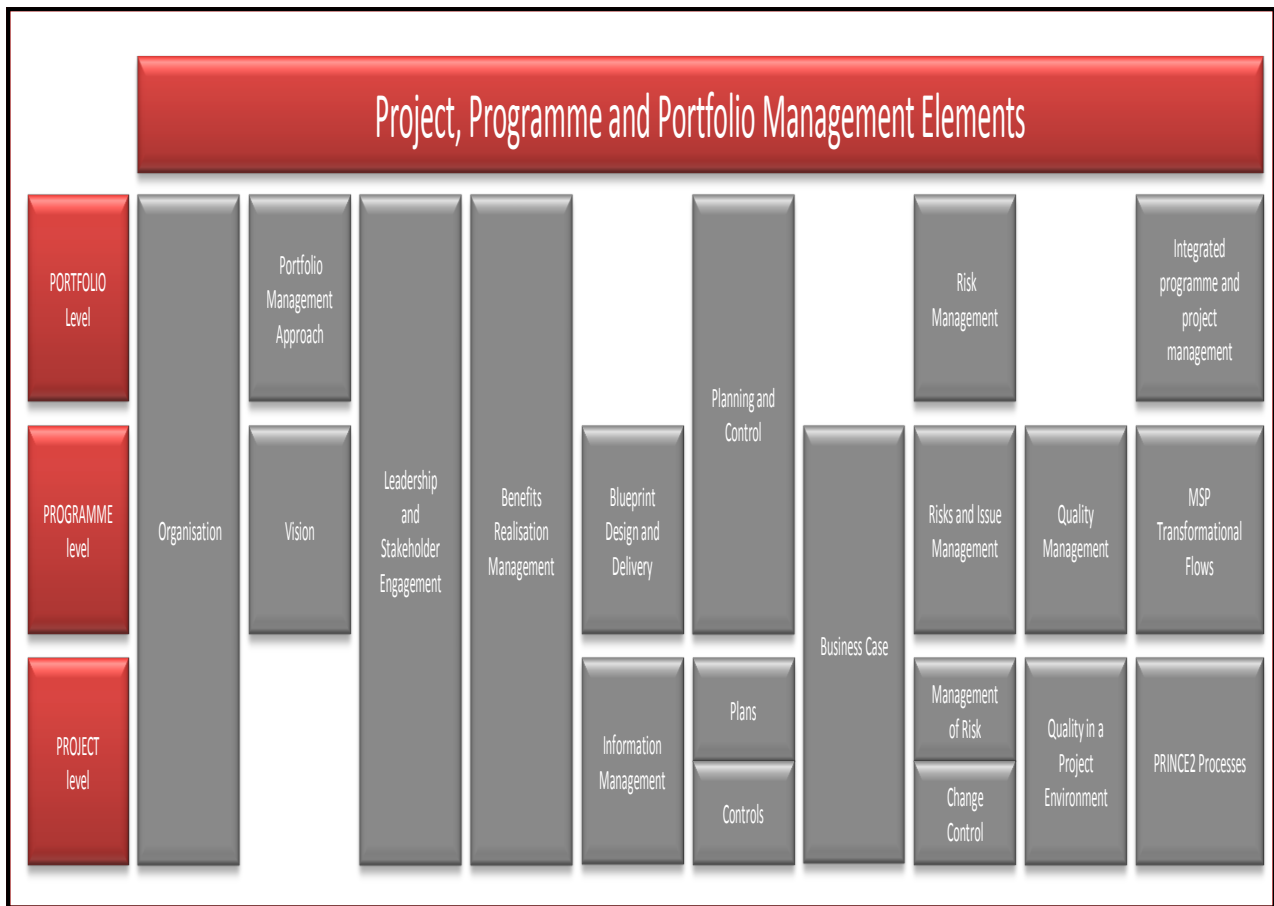 Project, Programme and Portfolio Management Elements
PORTFOLIO
Level
Portfolio
Management
Approach
Risk
Management
Integrated
programme and
project
management
Planning and
Control
PROGRAMME
level
Organisation
Vision
Leadership
and
Stakeholder
Engagement
Benefits
Realisation
Management
Blueprint
Design and
Delivery
Risks and Issue
Management
Quality
Management
MSP
Transformational
Flows
Business Case
PROJECT
level
Information
Management
Plans
Controls
Management
of Risk
Change
Control
Quality in a
Project
Environment
PRINCE2 Processes